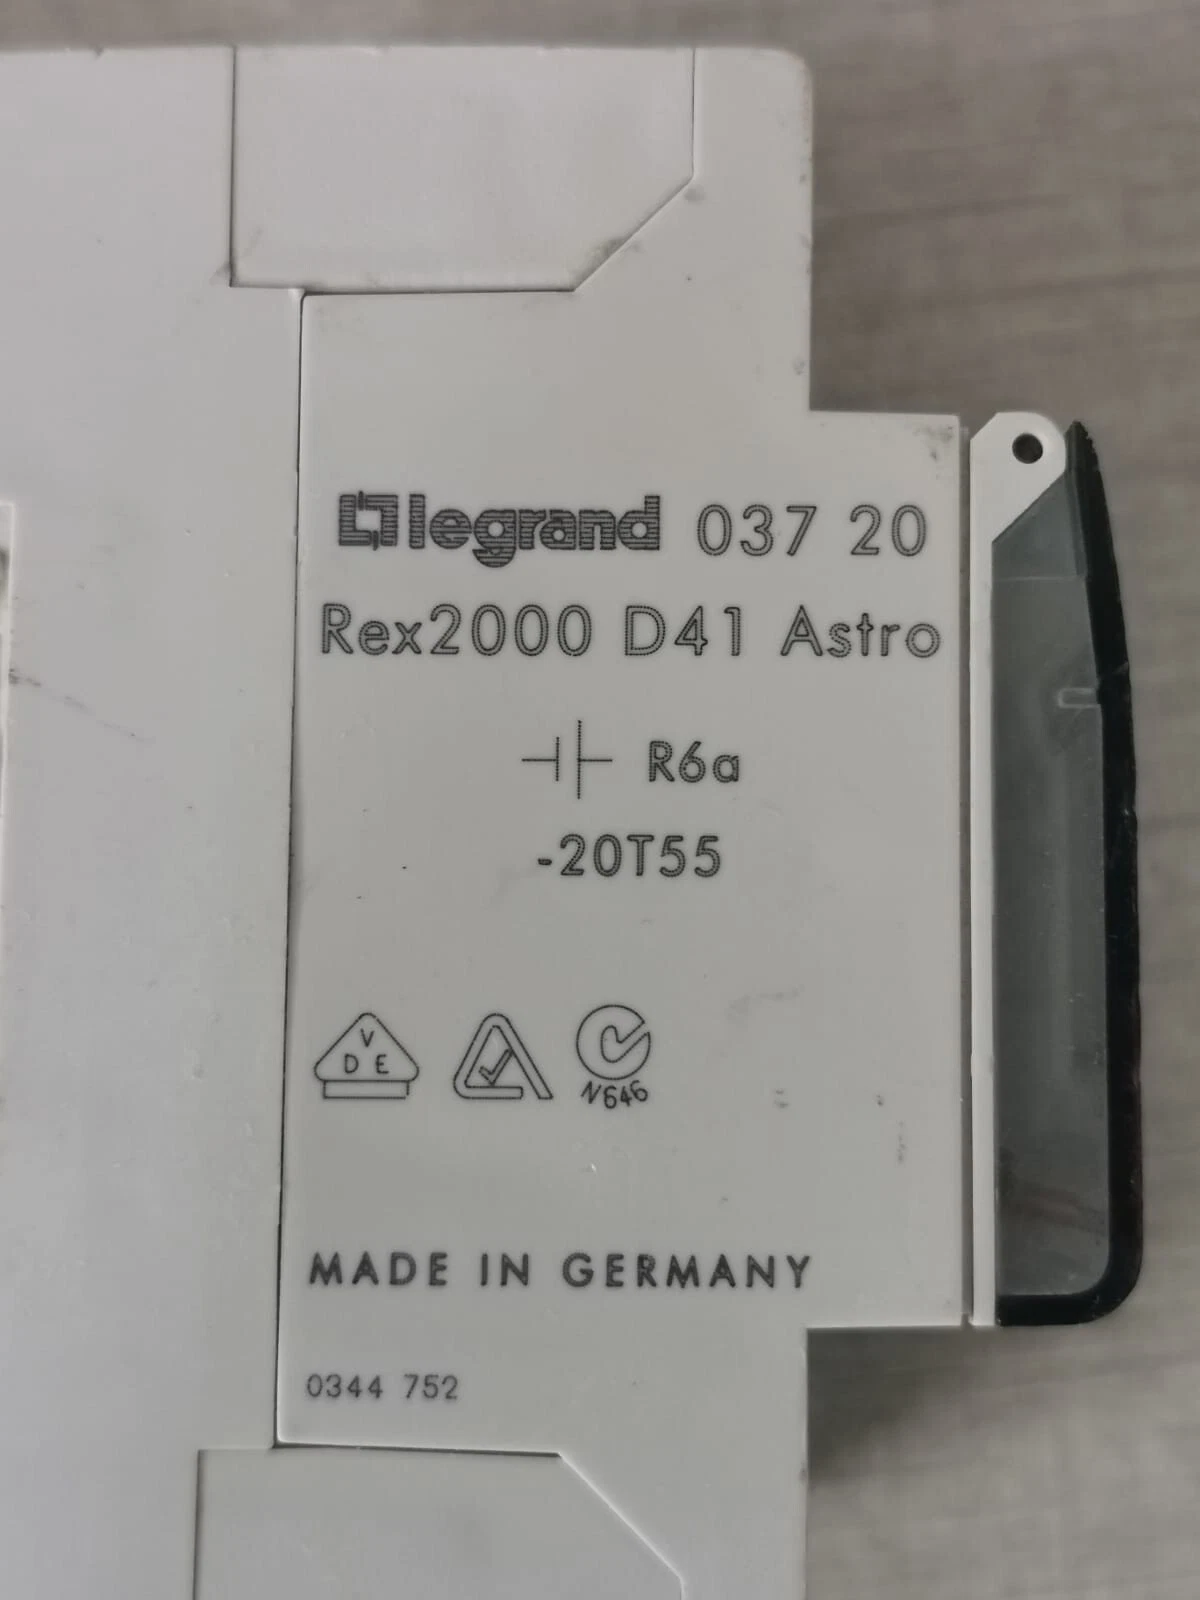 legrand 037 20
Rex2000 D41 Astro
R6a
-20T55
V
D E
N646
MADE IN GERMANY
0344 752